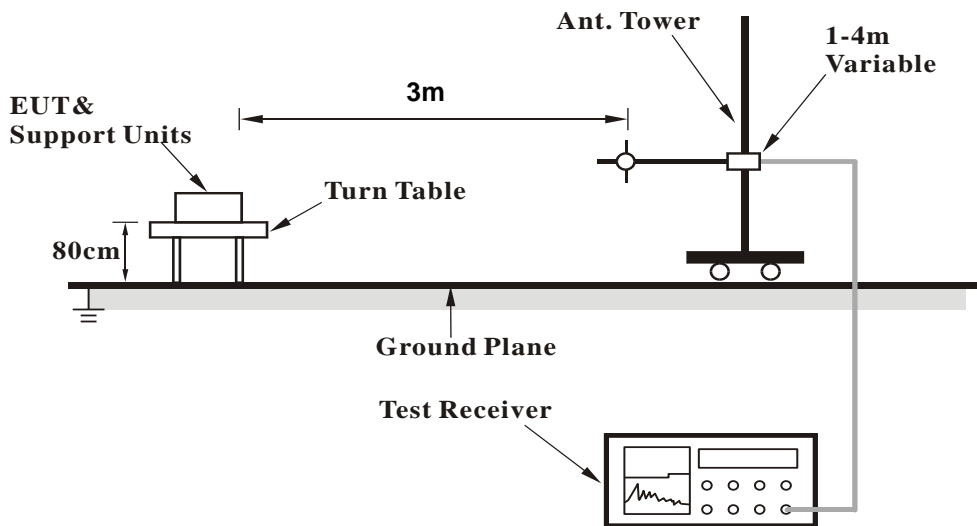 Ant. Tower
1-4m
Variable
3m
EUT&
Support Units
Turn Table
80cm
Ground Plane
Test Receiver